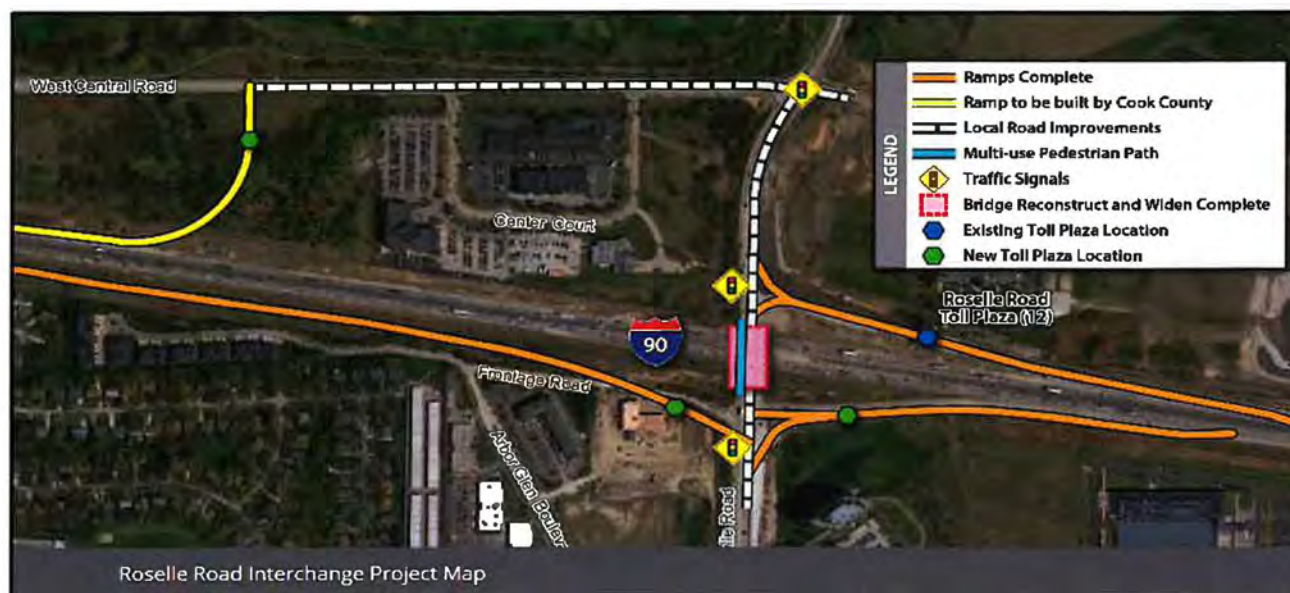 West Central Road
LEGEND
Ramps Complete
Ramp to be built by Cook County
Local Road Improvements
Multi-use Pedestrian Path
Traffic Signals
Bridge Reconstruct and Widen Complete
Existing Toll Plaza Location
New Toll Plaza Location
Center Court
Roselle Road
Toll Plaza (12)
90
Frontage Road
Arbor Glen Boulev
lle Road
Roselle Road Interchange Project Map